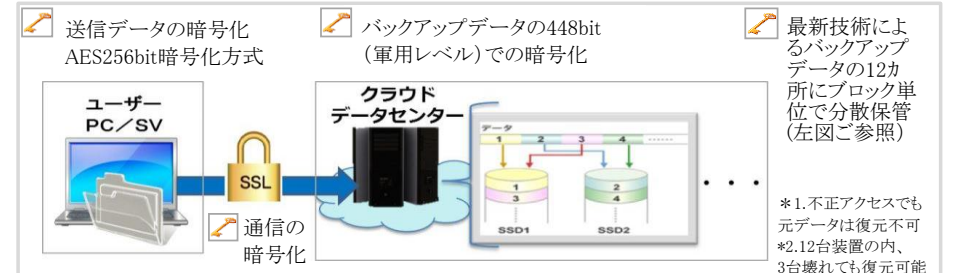 送信データの暗号化
AES256bit暗号化方式
バックアップデータの448bit
(軍用レベル)での暗号化
最新技術によ
るバックアップ
データの12カ
所にブロック単
位で分散保管
(左図ご参照)
ユーザー
PC/SV
SSL
通信の
暗号化
クラウド
データセンター
データ
1 2 3 4 ……
1
3
SSD1
2
4
SSD2
・・・
*1.不正アクセスでも
元データは復元不可
*2.12台装置の内、
3台壊れても復元可能